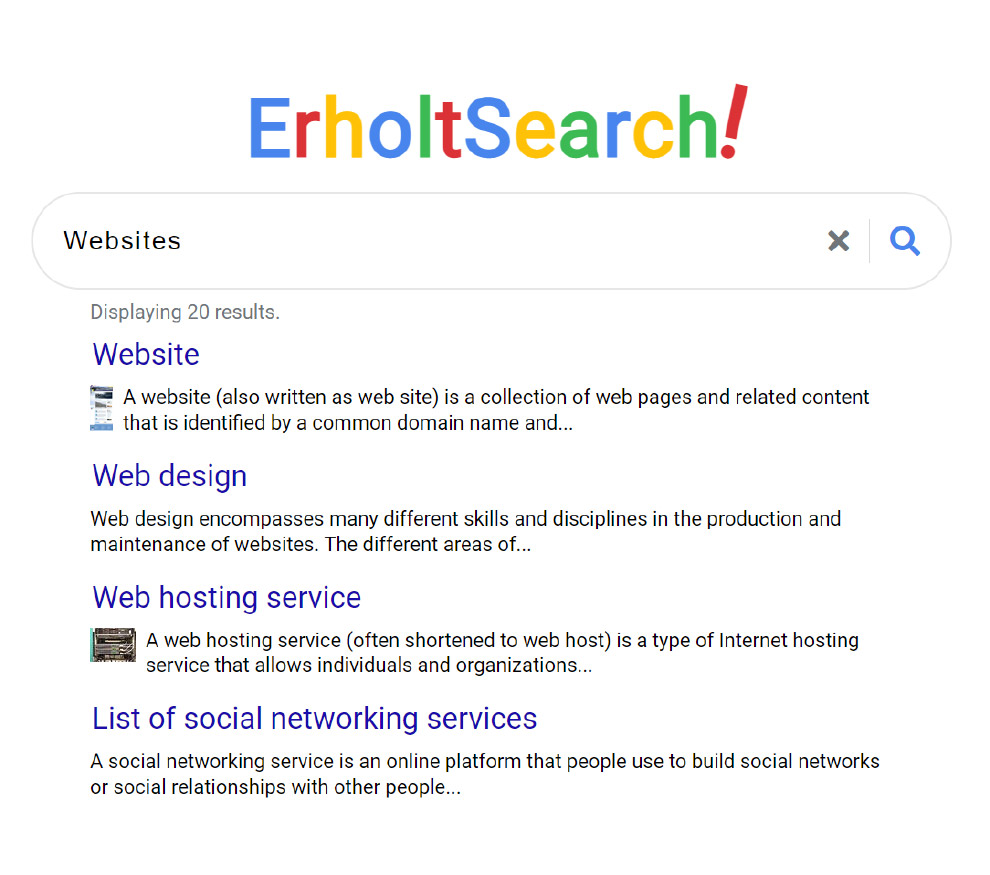 ErholtSearch!
Websites
Displaying 20 results.
Website
A website (also written as web site) is a collection of web pages and related content
that is identified by a common domain name and...
Web design
Web design encompasses many different skills and disciplines in the production and
maintenance of websites. The different areas of...
Web hosting service
A web hosting service (often shortened to web host) is a type of Internet hosting
service that allows individuals and organizations...
List of social networking services
A social networking service is an online platform that people use to build social networks
or social relationships with other people...